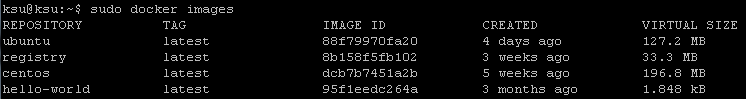 ksu@ksu:~$ sudo docker images
REPOSITORY TAG IMAGE ID CREATED VIRTUAL SIZE
ubuntu latest 88f79970fa20 4 days ago 127.2 MB
registry latest 8b158f5fb102 3 weeks ago 33.3 MB
centos latest dcb7b7451a2b 5 weeks ago 196.8 MB
hello-world latest 95f1eedc264a 3 months ago 1.848 kB